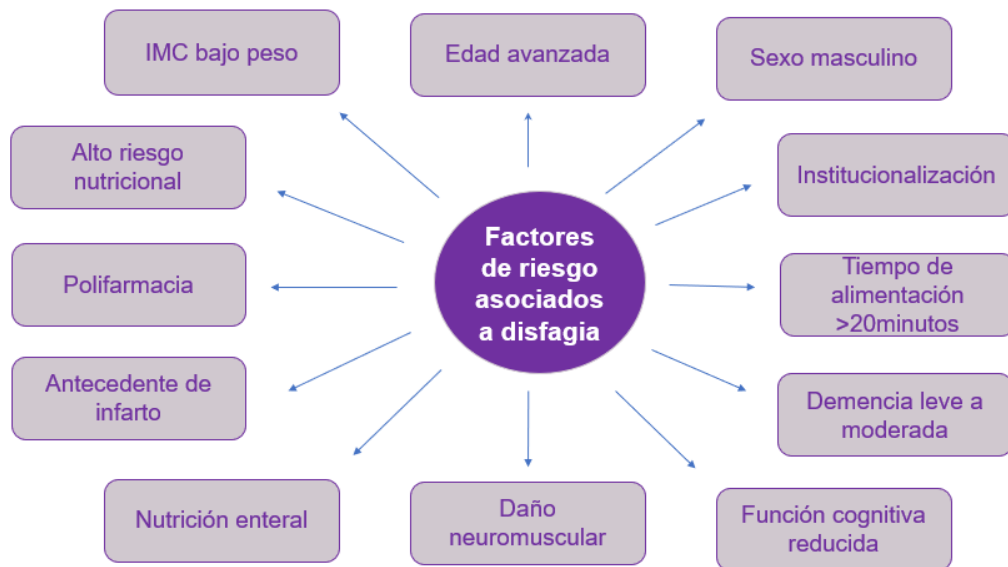 IMC bajo peso
Edad avanzada
Sexo masculino
Alto riesgo
nutricional
Institucionalización
Factores
de riesgo
asociados
a disfagia
Polifarmacia
Tiempo de
alimentación
>20minutos
Antecedente de
infarto
Demencia leve a
moderada
Nutrición enteral
Daño
neuromuscular
Función cognitiva
reducida